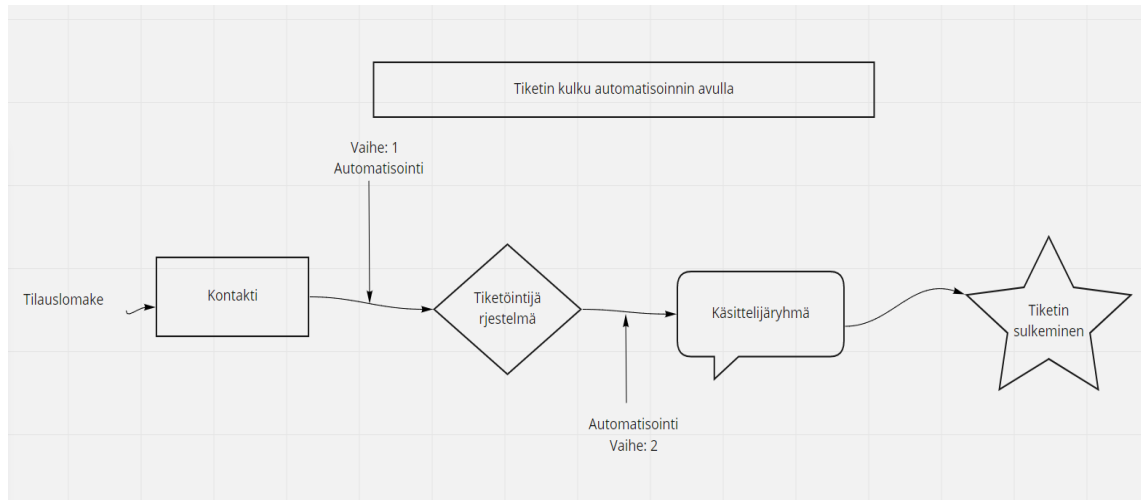 Tiketin kulku automatisoinnin avulla
Vaihe: 1
Automatisointi
Tilauslomake
Kontakti
Tiketöintijä
rjestelmä
Käsittelijäryhmä
Tiketin
sulkeminen
Automatisointi
Vaihe: 2